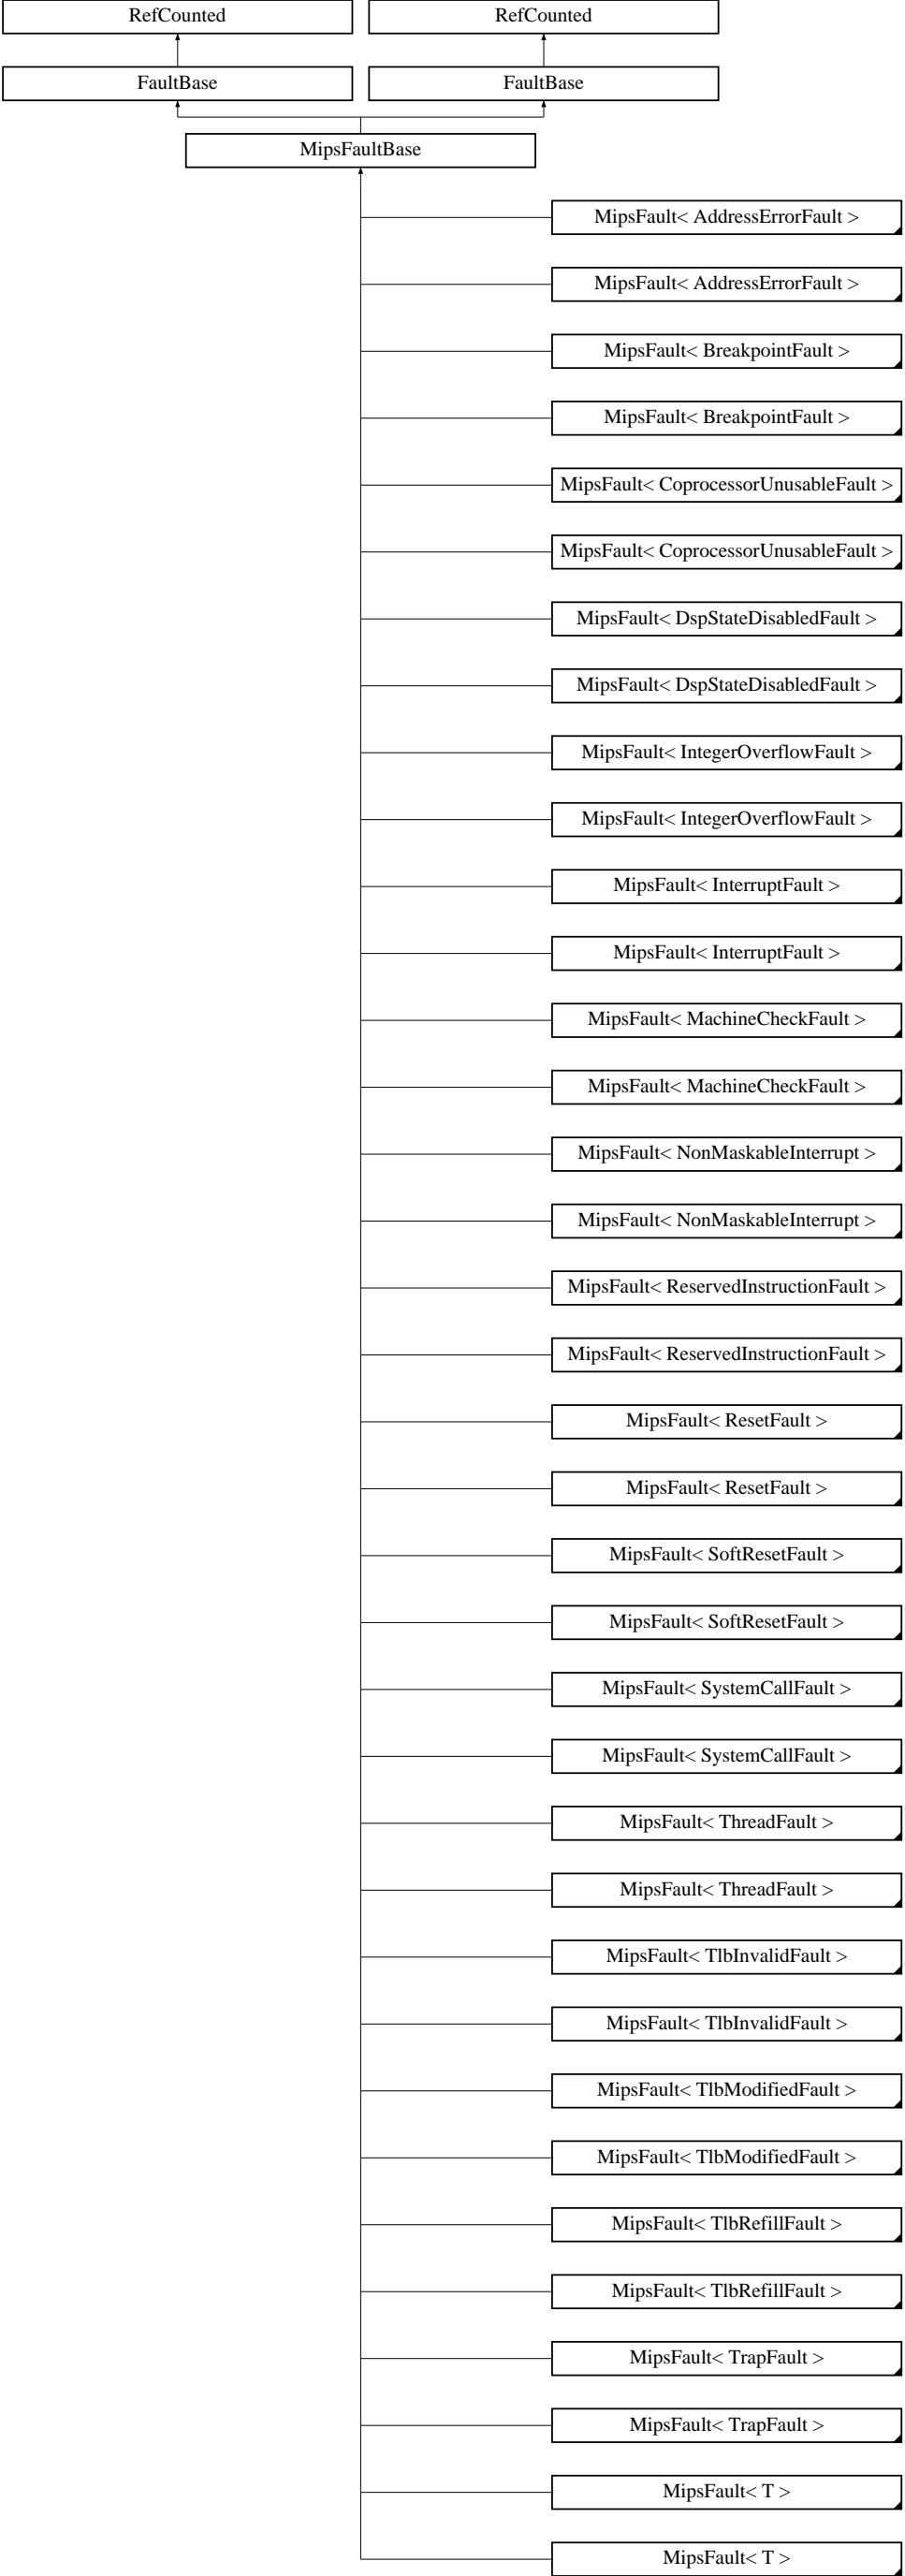 RefCounted
RefCounted
FaultBase
FaultBase
MipsFaultBase
MipsFault< AddressErrorFault >
MipsFault< AddressErrorFault >
MipsFault< BreakpointFault >
MipsFault< BreakpointFault >
MipsFault< CoprocessorUnusableFault >
MipsFault< CoprocessorUnusableFault >
MipsFault< DspStateDisabledFault >
MipsFault< DspStateDisabledFault >
MipsFault< IntegerOverflowFault >
MipsFault< IntegerOverflowFault >
MipsFault< InterruptFault >
MipsFault< InterruptFault >
MipsFault< MachineCheckFault >
MipsFault< MachineCheckFault >
MipsFault< NonMaskableInterrupt >
MipsFault< NonMaskableInterrupt >
MipsFault< ReservedInstructionFault >
MipsFault< ReservedInstructionFault >
MipsFault< ResetFault >
MipsFault< ResetFault >
MipsFault< SoftResetFault >
MipsFault< SoftResetFault >
MipsFault< SystemCallFault >
MipsFault< SystemCallFault >
MipsFault< ThreadFault >
MipsFault< ThreadFault >
MipsFault< TlbInvalidFault >
MipsFault< TlbInvalidFault >
MipsFault< TlbModifiedFault >
MipsFault< TlbModifiedFault >
MipsFault< TlbRefillFault >
MipsFault< TlbRefillFault >
MipsFault< TrapFault >
MipsFault< TrapFault >
MipsFault< T >
MipsFault< T >